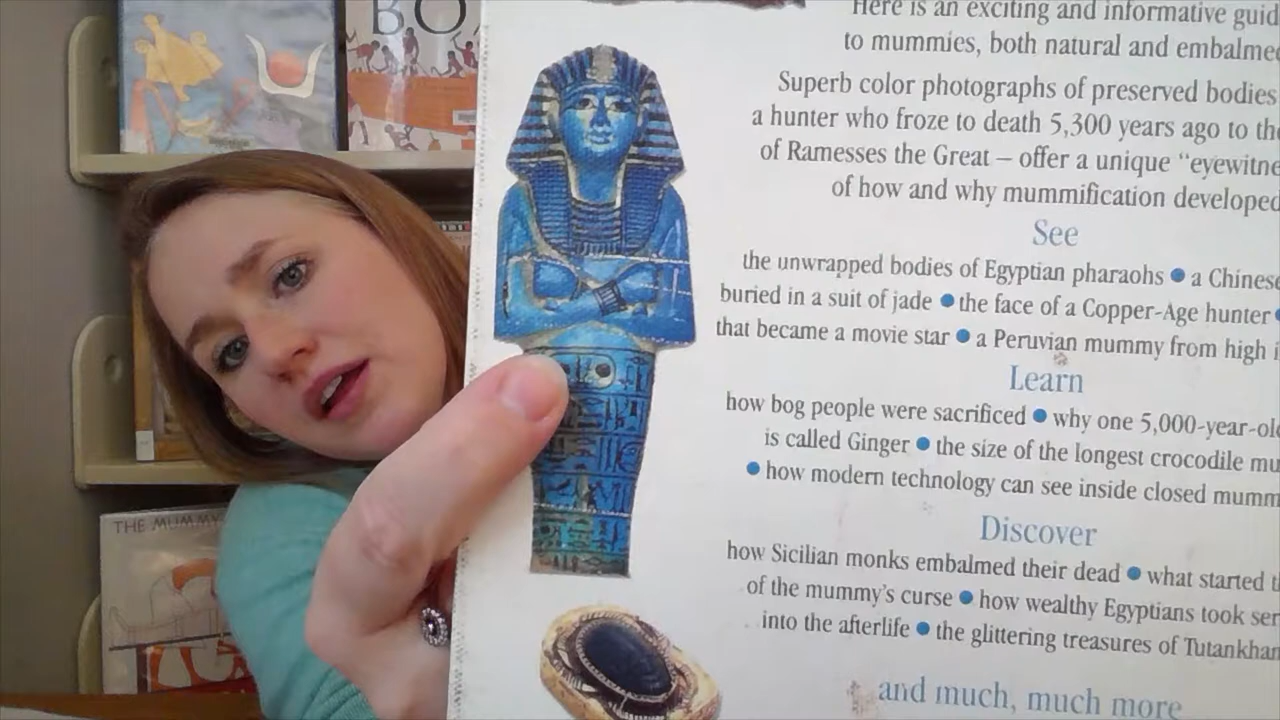 BO
THE MUMMY
Here is an exciting and informative guid
to mummies, both natural and embalmed
Superb color photographs of preserved bodies
a hunter who froze to death 5,300 years ago to th
of Ramesses the Great – offer a unique “eyewitne
of how and why mummification developed
See
the unwrapped bodies of Egyptian pharaohs ● a Chinese
buried in a suit of jade ● the face of a Copper-Age hunter ●
that became a movie star ● a Peruvian mummy from high i
Learn
how bog people were sacrificed ● why one 5,000-year-old
is called Ginger ● the size of the longest crocodile mu
● how modern technology can see inside closed mumm
Discover
how Sicilian monks embalmed their dead ● what started t
of the mummy's curse ● how wealthy Egyptians took ser
into the afterlife ● the glittering treasures of Tutankhan
and much, much more